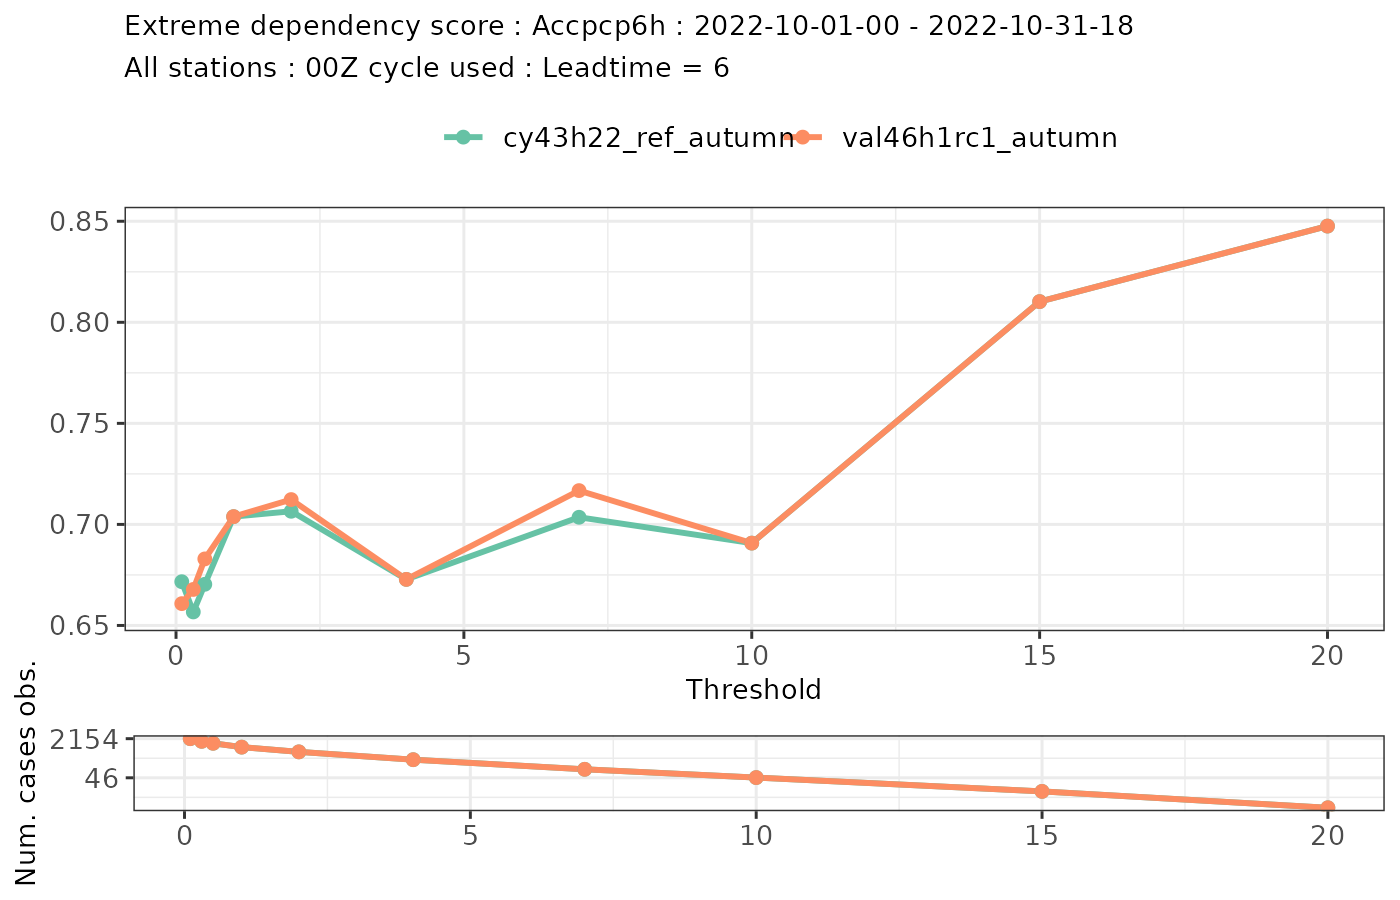 Extreme dependency score : Accpcp6h : 2022-10-01-00 - 2022-10-31-18
All stations : 00Z cycle used : Leadtime = 6
cy43h22_ref_autumn val46h1rc1_autumn
0.85
0.80
0.75
0.70
0.65
0 5 10 15 20
Threshold
Num. cases obs.
2154
46
0 5 10 15 20